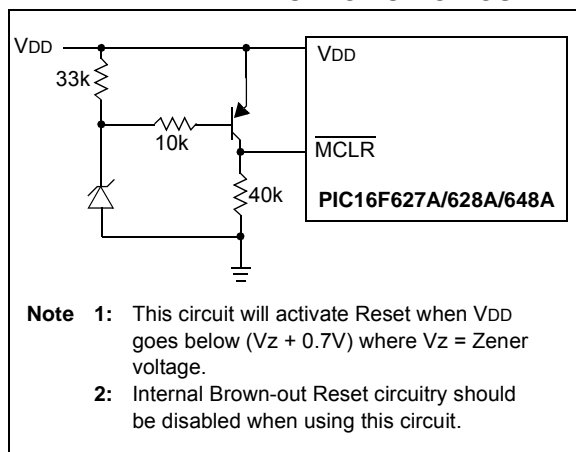 VDD
VDD
33k
10k
MCLR
40k
PIC16F627A/628A/648A
Note 1: This circuit will activate Reset when VDD
goes below (Vz + 0.7V) where Vz = Zener
voltage.
2: Internal Brown-out Reset circuitry should
be disabled when using this circuit.